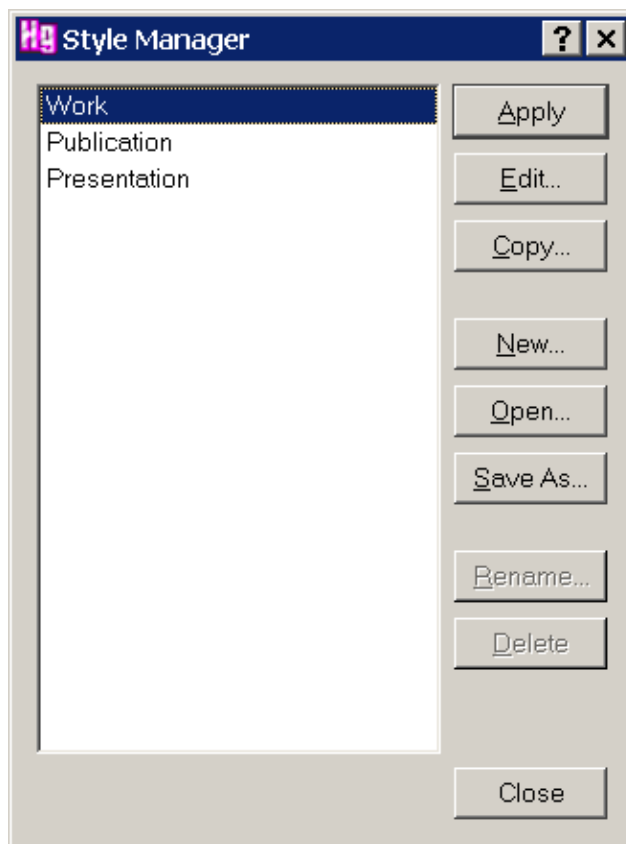 Hg Style Manager ? ×
Work
Publication
Presentation
Apply
Edit...
Copy...
New...
Open...
Save As...
Rename...
Delete
Close